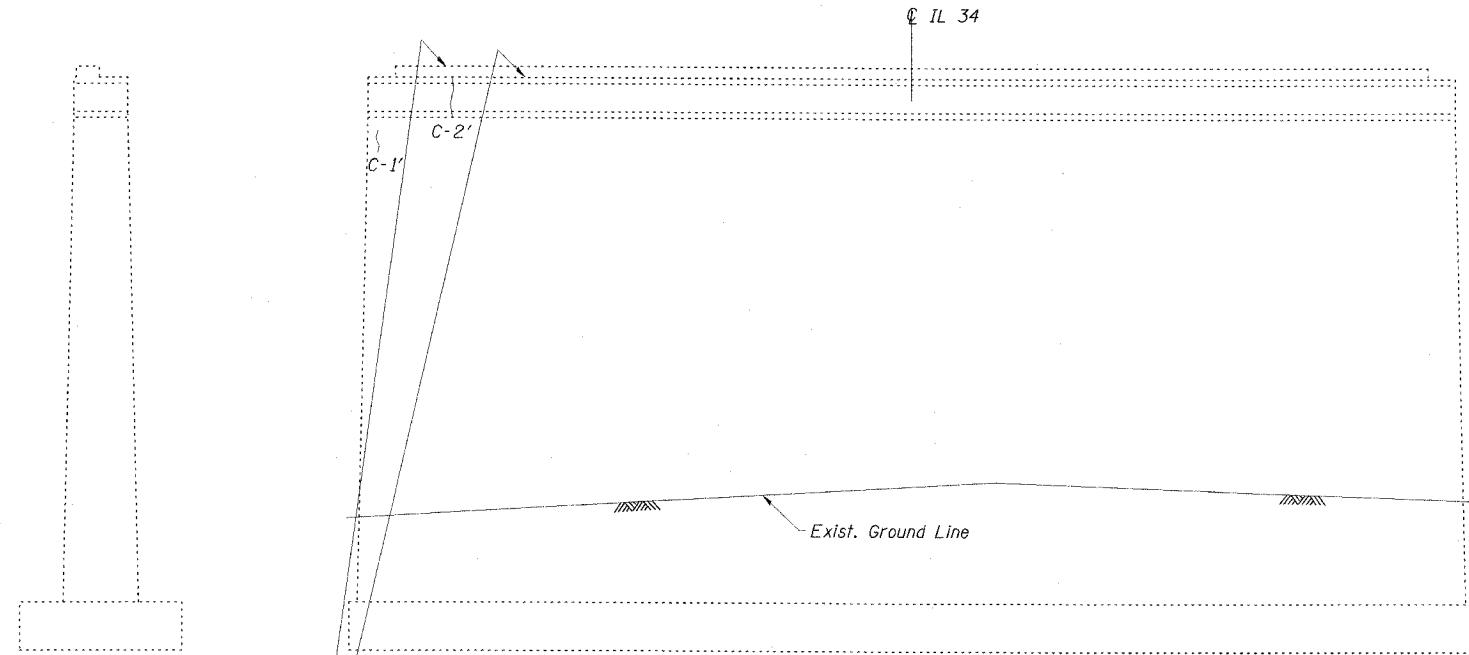 ℄ IL 34
C-2'
C-1'
Exist. Ground Line